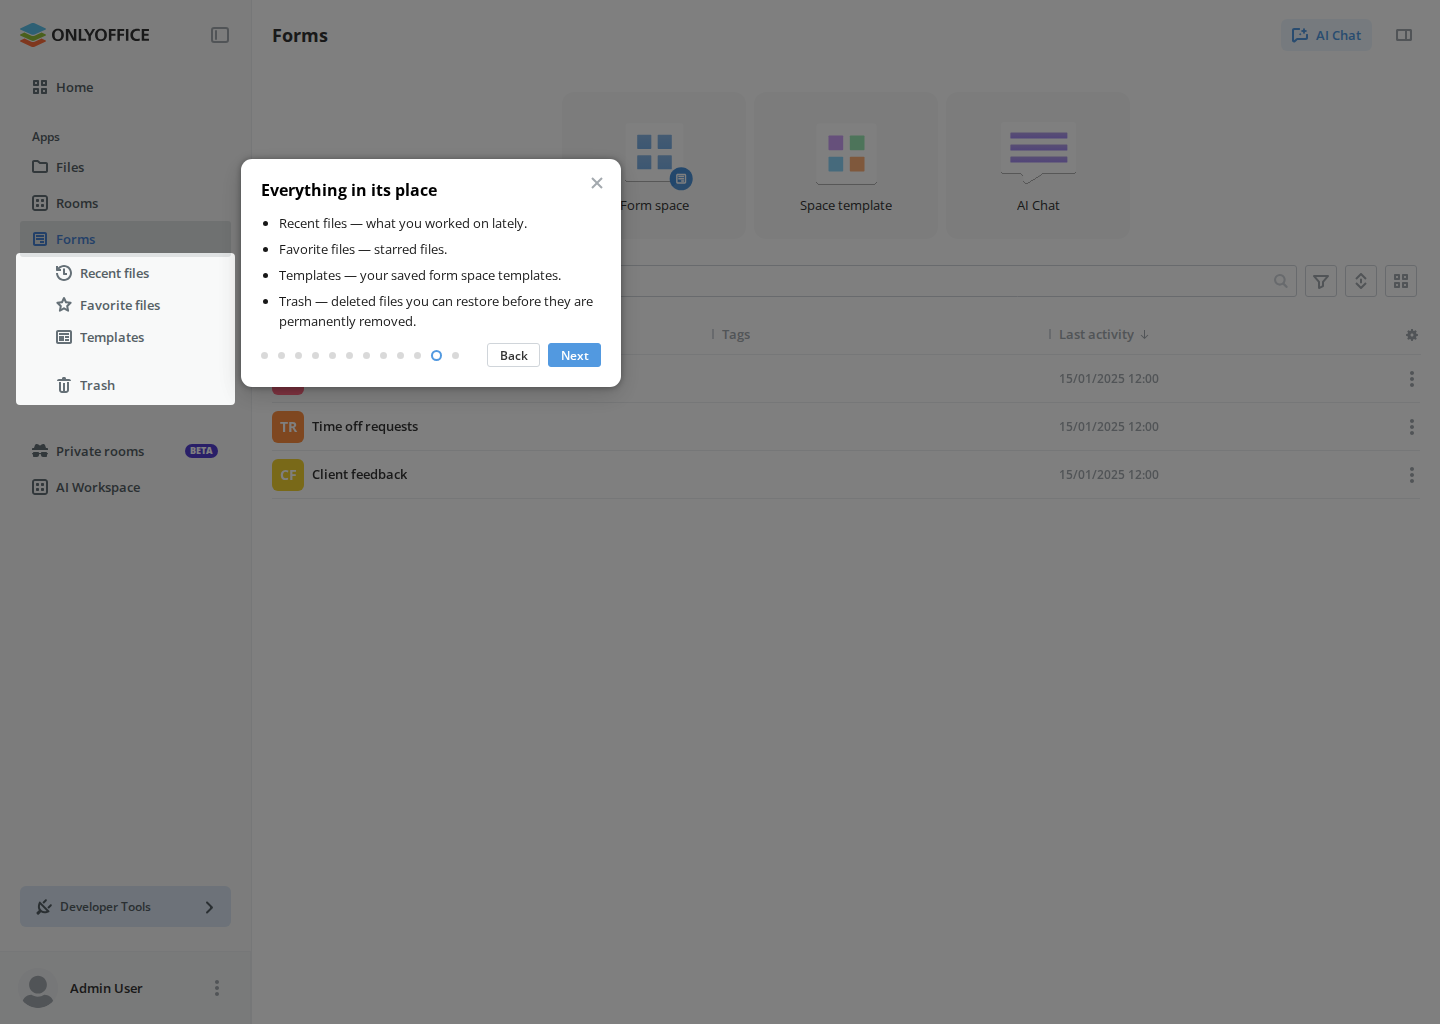 ONLYOFFICE
Home
Apps
Files
Rooms
Forms
Recent files
Favorite files
Templates
Trash
Private rooms BETA
AI Workspace
Developer Tools
Admin User
Forms
AI Chat
Form space
Space template
AI Chat
Everything in its place
Recent files — what you worked on lately.
Favorite files — starred files.
Templates — your saved form space templates.
Trash — deleted files you can restore before they are
permanently removed.
Back Next
Tags Last activity
15/01/2025 12:00
TR Time off requests 15/01/2025 12:00
CF Client feedback 15/01/2025 12:00